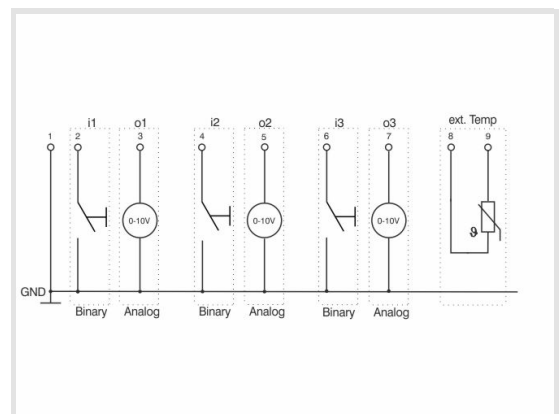 i1 o1 i2 o2 i3 o3 ext. Temp
1 2 3 4 5 6 7 8 9
0-10V 0-10V 0-10V
ϑ
GND
Binary Analog Binary Analog Binary Analog